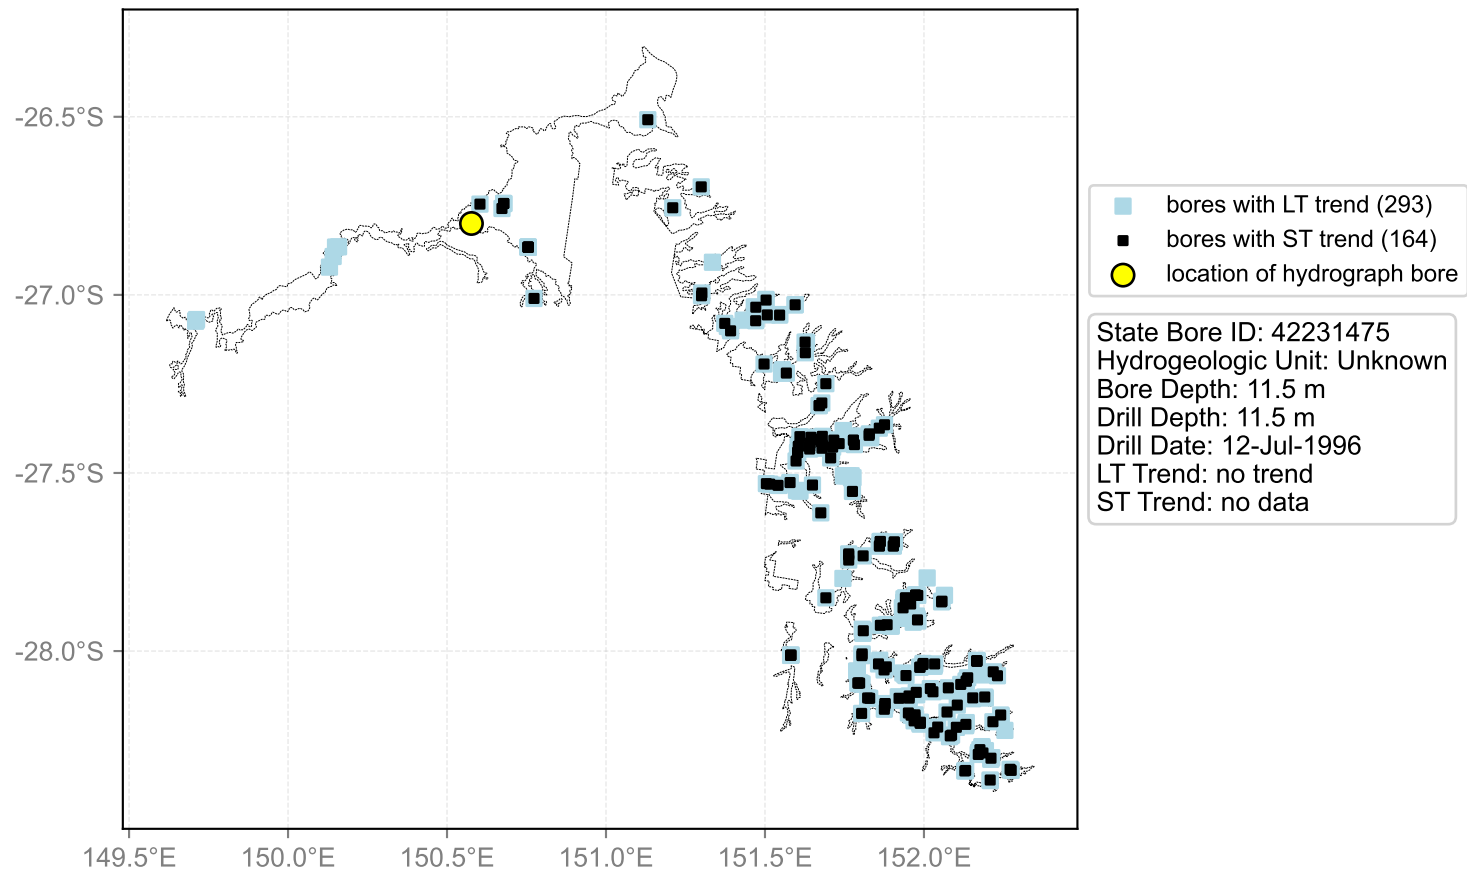 -26.5°S
-27.0°S
-27.5°S
-28.0°S
149.5°E 150.0°E 150.5°E 151.0°E 151.5°E 152.0°E
bores with LT trend (293)
bores with ST trend (164)
location of hydrograph bore
State Bore ID: 42231475
Hydrogeologic Unit: Unknown
Bore Depth: 11.5 m
Drill Depth: 11.5 m
Drill Date: 12-Jul-1996
LT Trend: no trend
ST Trend: no data